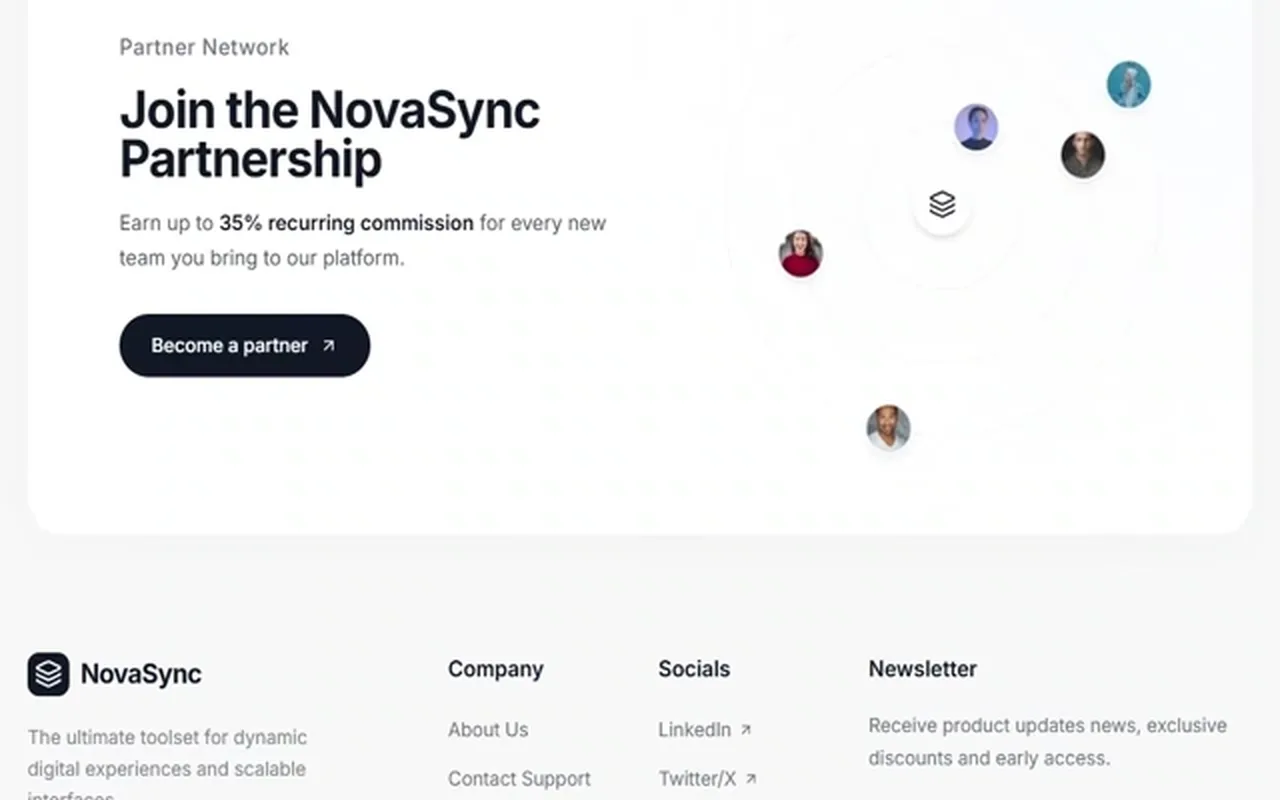 Partner Network
Join the NovaSync
Partnership
Earn up to 35% recurring commission for every new
team you bring to our platform.
Become a partner
NovaSync
The ultimate toolset for dynamic
digital experiences and scalable
interfaces
Company
About Us
Contact Support
Socials
LinkedIn
Twitter/X
Newsletter
Receive product updates news, exclusive
discounts and early access.